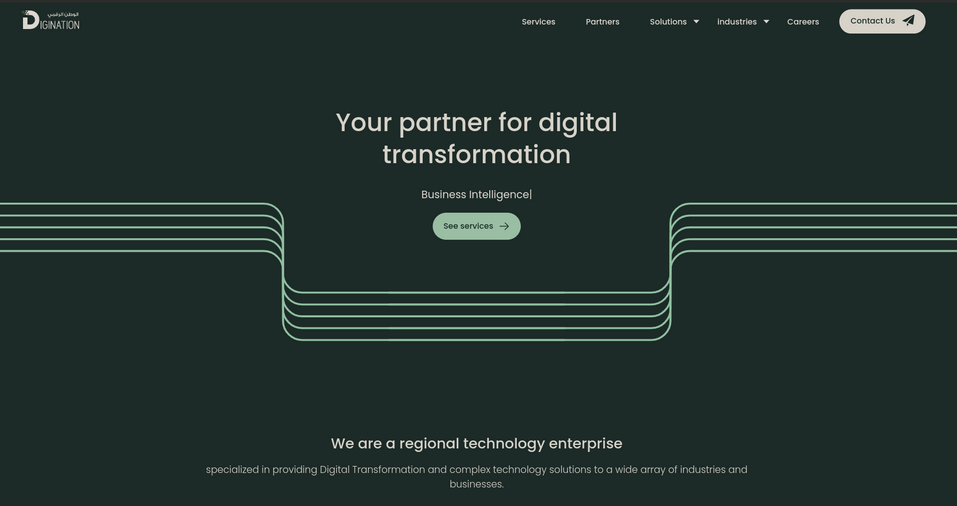 الوطن الرقمي
DIGINATION
Services
Partners
Solutions
Industries
Careers
Contact Us
Your partner for digital
transformation
Business Intelligence|
See services
We are a regional technology enterprise
specialized in providing Digital Transformation and complex technology solutions to a wide array of industries and
businesses.